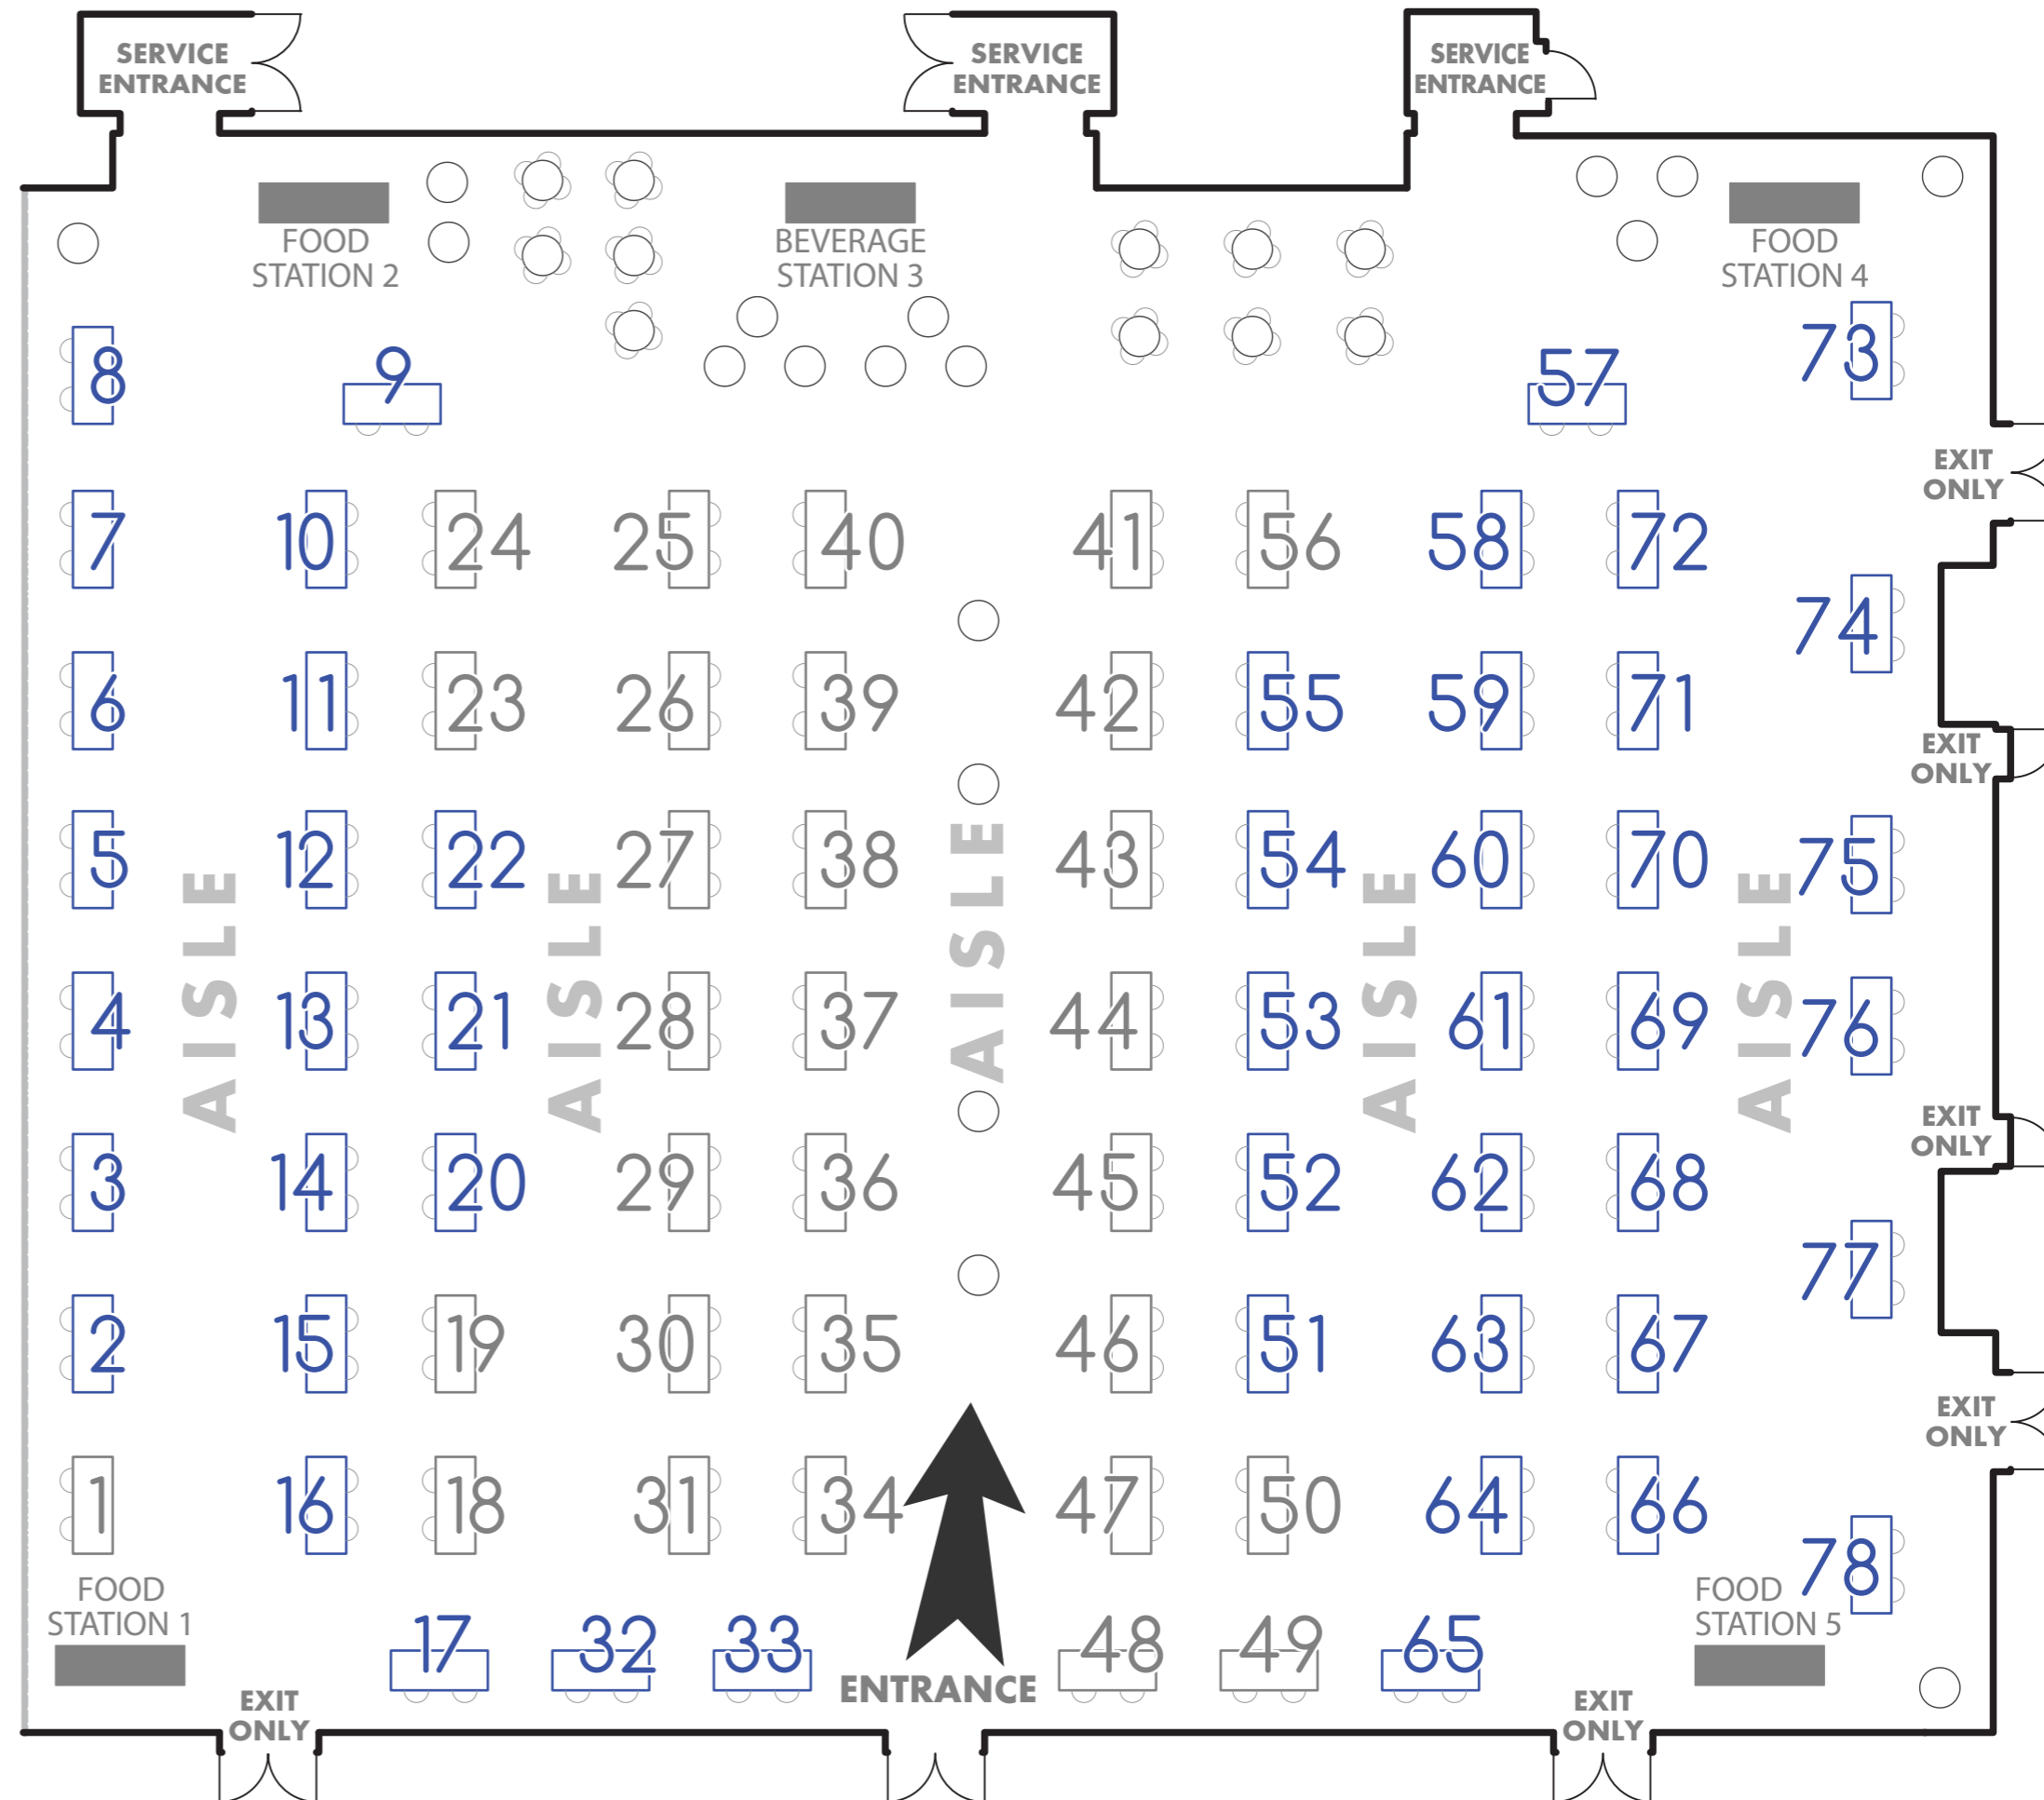 SERVICE
ENTRANCE
SERVICE
ENTRANCE
SERVICE
ENTRANCE
FOOD
STATION 2
BEVERAGE
STATION 3
FOOD
STATION 4
8
9
57
73
EXIT
ONLY
7
10
24
25
40
41
56
58
72
74
6
11
23
26
39
42
55
59
71
EXIT
ONLY
5
12
22
27
38
43
54
60
70
75
AISLE
AISLE
AISLE
AISLE
AISLE
4
13
21
28
37
44
53
61
69
76
EXIT
ONLY
3
14
20
29
36
45
52
62
68
77
2
15
19
30
35
46
51
63
67
EXIT
ONLY
1
16
18
31
34
47
50
64
66
78
FOOD
STATION 1
FOOD
STATION 5
17
32
33
48
49
65
ENTRANCE
EXIT
ONLY
EXIT
ONLY